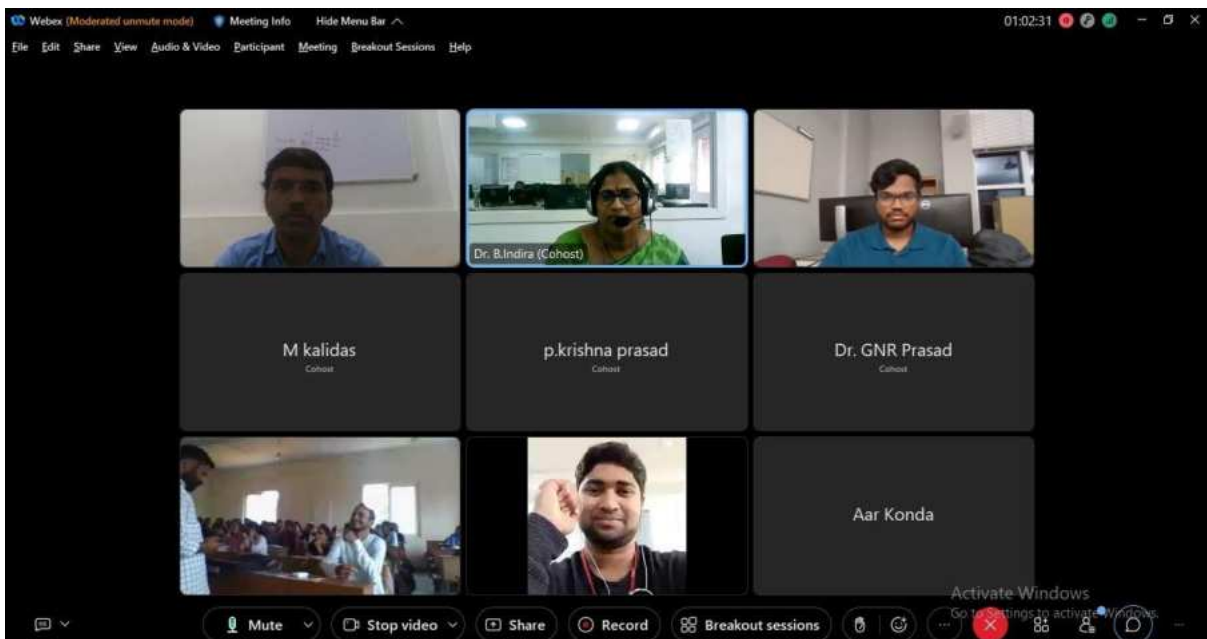 Webex (Moderated unmute mode) Meeting Info Hide Menu Bar 01:02:31
File Edit Share View Audio & Video Participant Meeting Breakout Sessions Help
Dr. B.Indira (Cohost)
M kalidas
Cohost
p.krishna prasad
Cohost
Dr. GNR Prasad
Cohost
Aar Konda
Activate Windows
Go to Settings to activate Windows.
Mute Stop video Share Record Breakout sessions